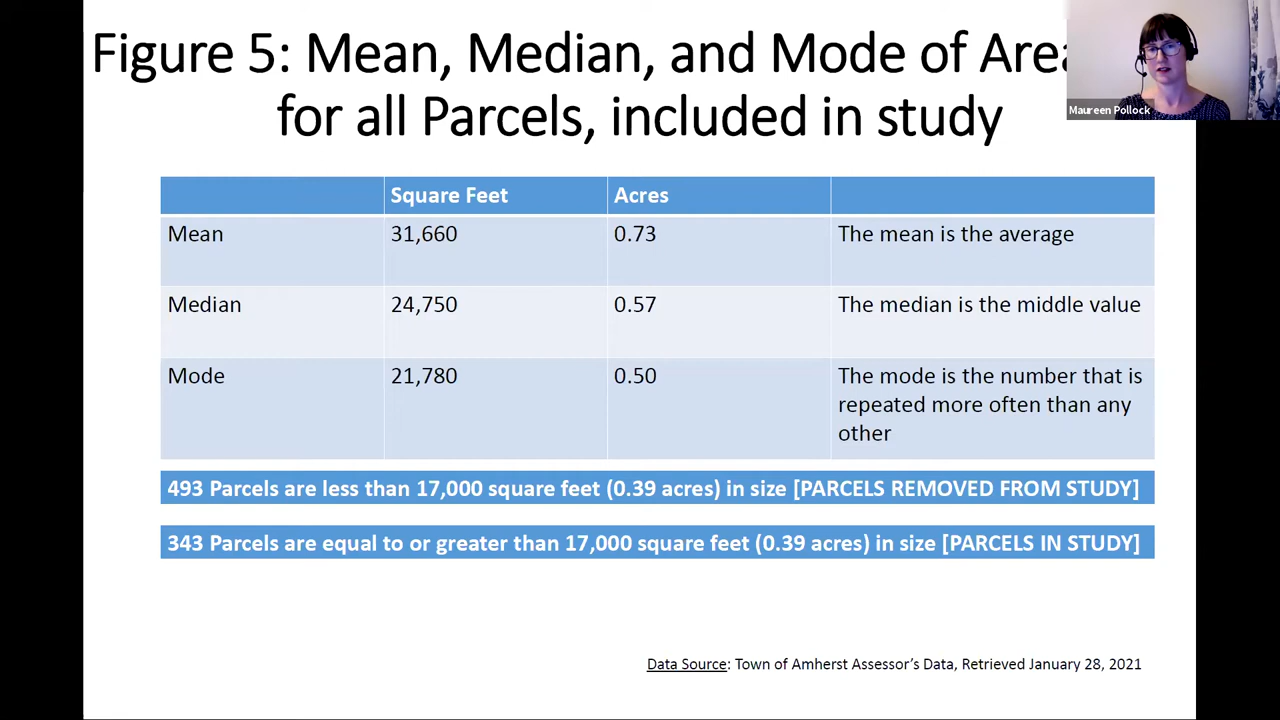 Figure 5: Mean, Median, and Mode of Area
for all Parcels, included in study
Maureen Pollock
Square Feet Acres
Mean 31,660 0.73 The mean is the average
Median 24,750 0.57 The median is the middle value
Mode 21,780 0.50 The mode is the number that is
repeated more often than any
other
493 Parcels are less than 17,000 square feet (0.39 acres) in size [PARCELS REMOVED FROM STUDY]
343 Parcels are equal to or greater than 17,000 square feet (0.39 acres) in size [PARCELS IN STUDY]
Data Source: Town of Amherst Assessor's Data, Retrieved January 28, 2021